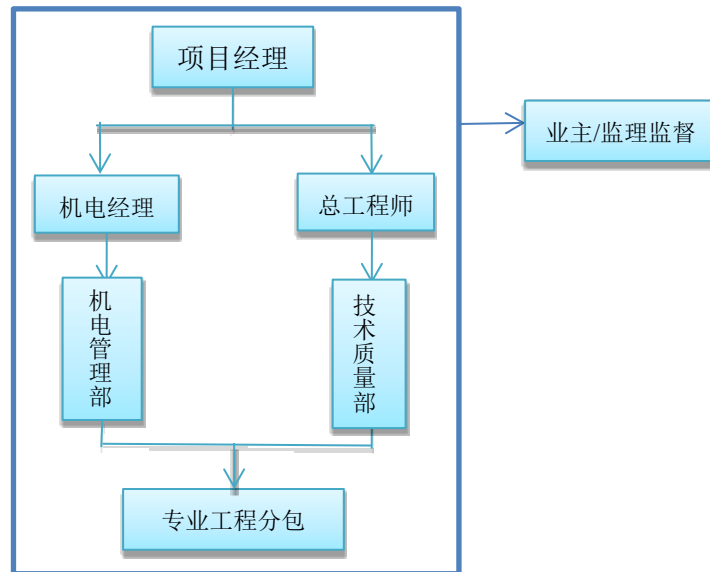 项目经理
业主/监理监督
机电经理
总工程师
机电管理部
技术质量部
专业工程分包